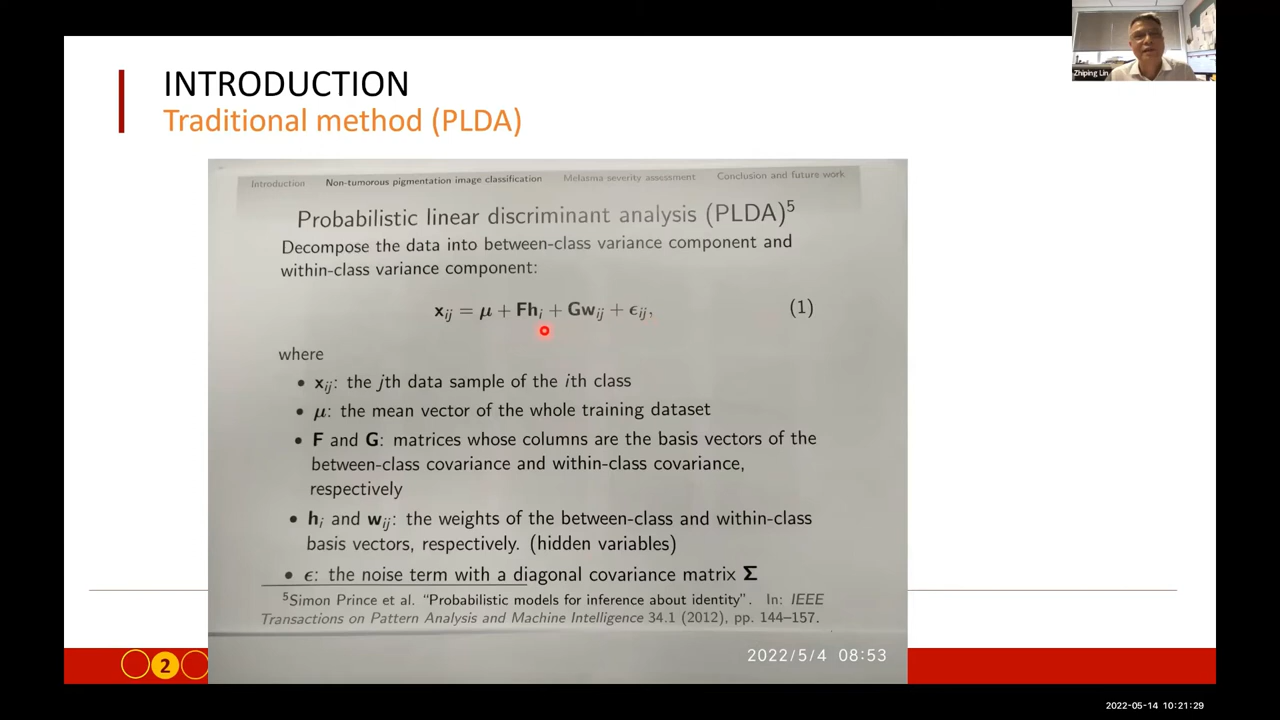 INTRODUCTION
Traditional method (PLDA)
Zhiping Lin
Introduction Non-tumorous pigmentation image classification Melasma severity assessment Conclusion and future work
Probabilistic linear discriminant analysis (PLDA)⁵
Decompose the data into between-class variance component and
within-class variance component:
x_ij = μ + Fh_i + Gw_ij + ϵ_ij, (1)
where
• x_ij: the jth data sample of the ith class
• μ: the mean vector of the whole training dataset
• F and G: matrices whose columns are the basis vectors of the
between-class covariance and within-class covariance,
respectively
• h_i and w_ij: the weights of the between-class and within-class
basis vectors, respectively. (hidden variables)
• ϵ: the noise term with a diagonal covariance matrix Σ
⁵Simon Prince et al. “Probabilistic models for inference about identity”. In: IEEE
Transactions on Pattern Analysis and Machine Intelligence 34.1 (2012), pp. 144–157.
2022/5/4 08:53
2
2022-05-14 10:21:29